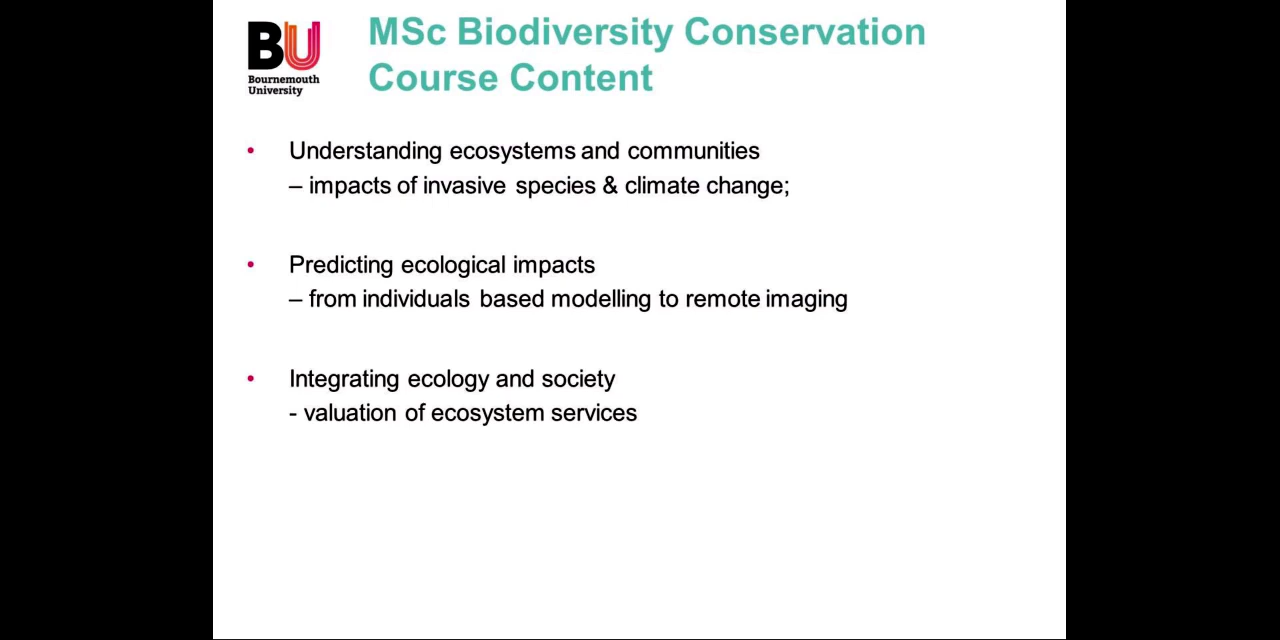 BU
Bournemouth
University
MSc Biodiversity Conservation
Course Content
• Understanding ecosystems and communities
– impacts of invasive species & climate change;
• Predicting ecological impacts
– from individuals based modelling to remote imaging
• Integrating ecology and society
- valuation of ecosystem services